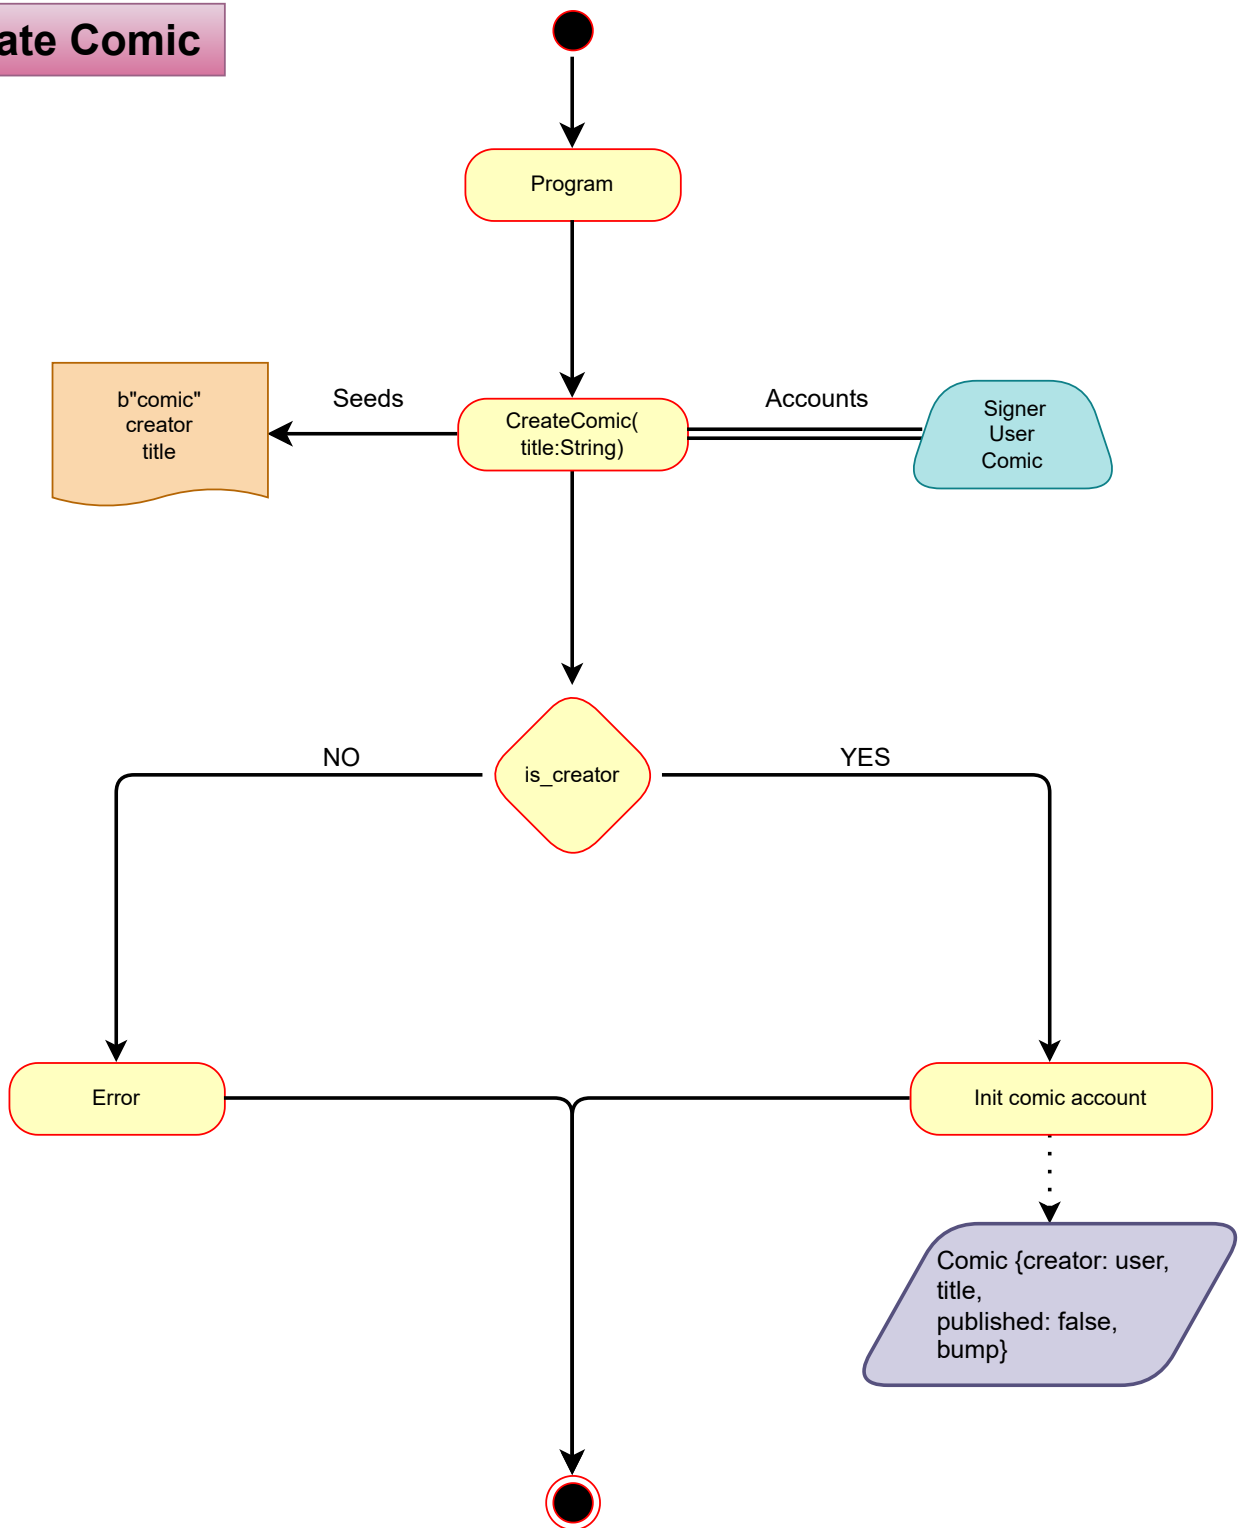 ate Comic
Program
Seeds
Accounts
b"comic"
creator
title
CreateComic(
title:String)
Signer
User
Comic
NO
YES
is_creator
Error
Init comic account
Comic {creator: user,
title,
published: false,
bump}